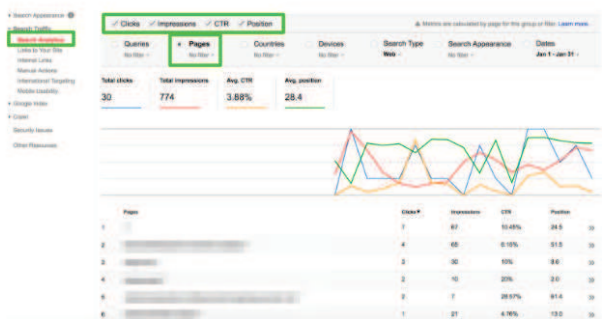 Search Appearance
Search Traffic
Search Analytics
Links to Your Site
Internal Links
Manual Actions
International Targeting
Mobile Usability
Google Index
Crawl
Security Issues
Other Resources
Clicks Impressions CTR Position
Metrics are calculated by page for this group or filter. Learn more.
Queries Pages Countries Devices Search Type Search Appearance Dates
No filter No filter No filter No filter Web No filter Jan 1 - Jan 31
Total clicks Total impressions Avg. CTR Avg. position
30 774 3.88% 28.4
Pages Clicks Impressions CTR Position
1 7 67 10.45% 24.5
2 4 65 6.15% 51.5
3 3 30 10%
4 2 10 20%
5 2 7 28.57% 61.4
6 1 21 4.76% 13.0